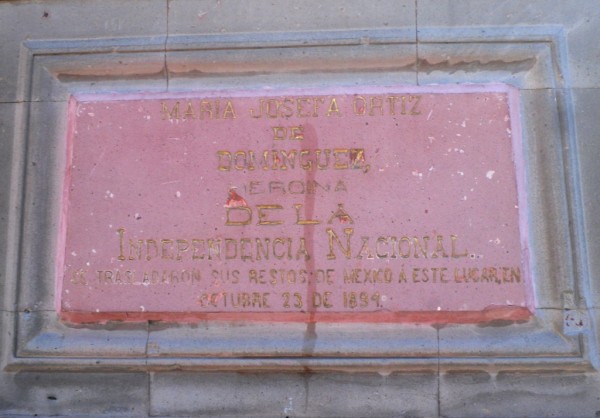 MARIA JOSEFA ORTIZ
DE
DOMINGUEZ,
HEROINA
DE LA
INDEPENDENCIA NACIONAL.
SE TRASLADARON SUS RESTOS, DE MEXICO Á ESTE LUGAR, EN
OCTUBRE 23 DE 1894.